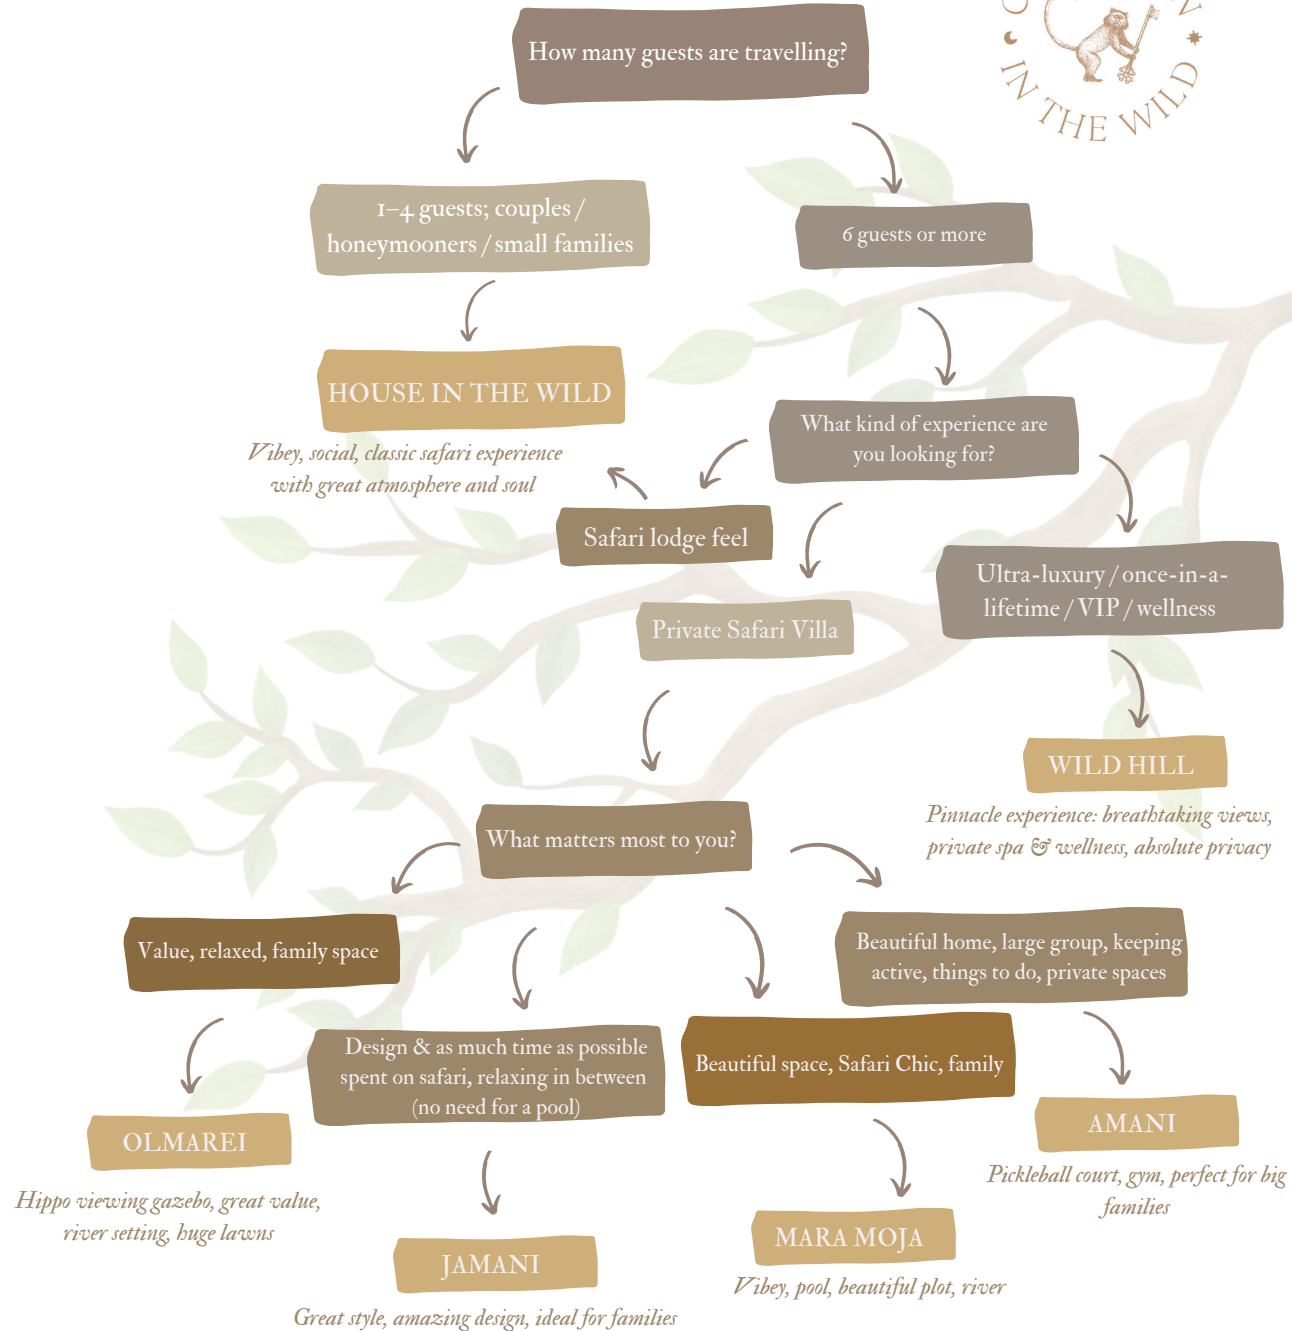 How many guests are travelling?
IN THE WILD
1–4 guests; couples /
honeymooners / small families
6 guests or more
HOUSE IN THE WILD
Vibey, social, classic safari experience
with great atmosphere and soul
What kind of experience are
you looking for?
Safari lodge feel
Private Safari Villa
Ultra-luxury / once-in-a-
lifetime / VIP / wellness
WILD HILL
Pinnacle experience: breathtaking views,
private spa & wellness, absolute privacy
What matters most to you?
Value, relaxed, family space
Beautiful home, large group, keeping
active, things to do, private spaces
Design & as much time as possible
spent on safari, relaxing in between
(no need for a pool)
Beautiful space, Safari Chic, family
OLMAREI
Hippo viewing gazebo, great value,
river setting, huge lawns
AMANI
Pickleball court, gym, perfect for big
families
JAMANI
Great style, amazing design, ideal for families
MARA MOJA
Vibey, pool, beautiful plot, river